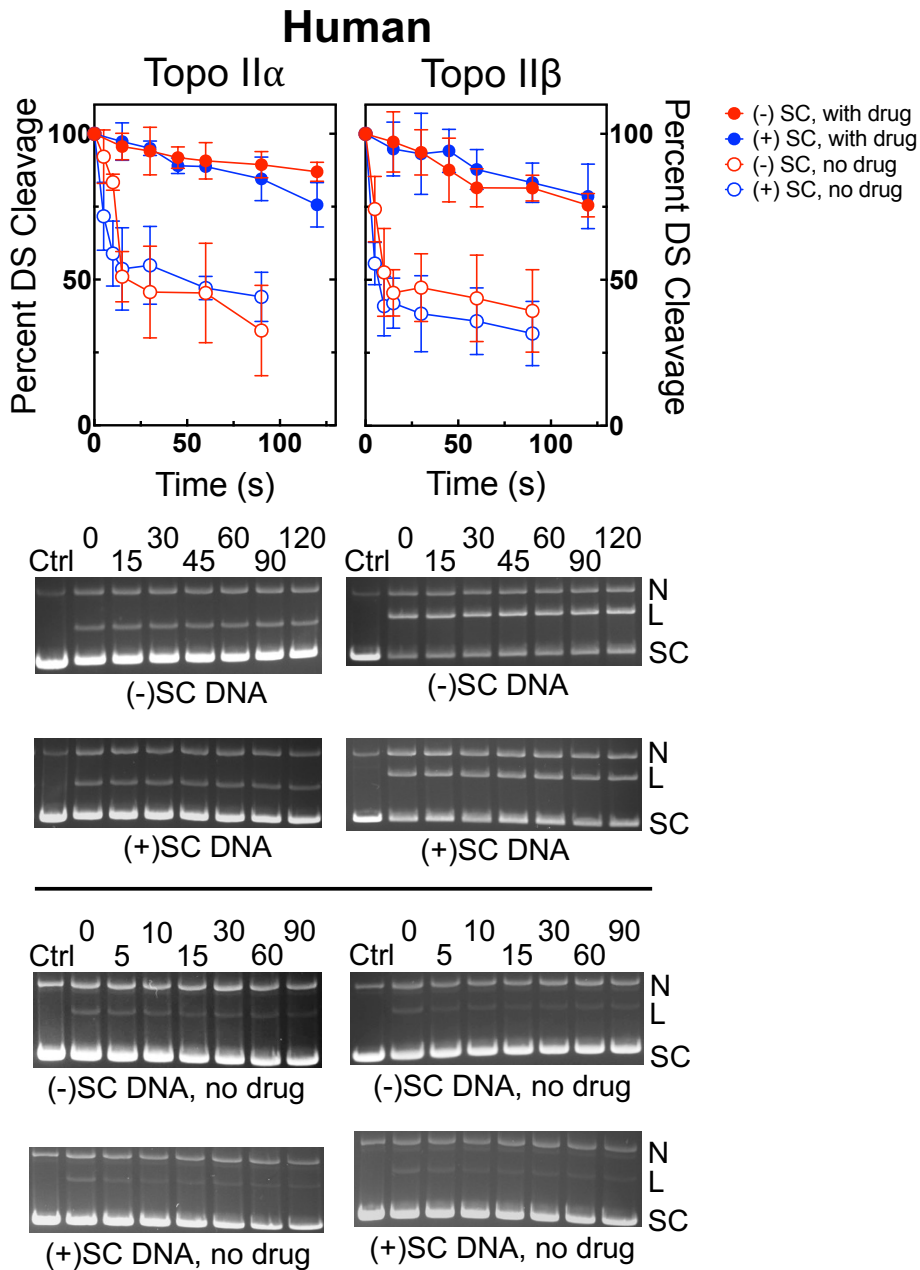 Human
Topo IIα
Topo IIβ
Percent DS Cleavage
100
50
0
0 50 100
Time (s)
100
50
0
0 50 100
Time (s)
Percent DS Cleavage
(-) SC, with drug
(+) SC, with drug
(-) SC, no drug
(+) SC, no drug
0 30 60 120
Ctrl 15 45 90
0 30 60 120
Ctrl 15 45 90
N
L
SC
(-)SC DNA
(-)SC DNA
N
L
SC
(+)SC DNA
(+)SC DNA
0 10 30 90
Ctrl 5 15 60
0 10 30 90
Ctrl 5 15 60
N
L
SC
(-)SC DNA, no drug
(-)SC DNA, no drug
N
L
SC
(+)SC DNA, no drug
(+)SC DNA, no drug